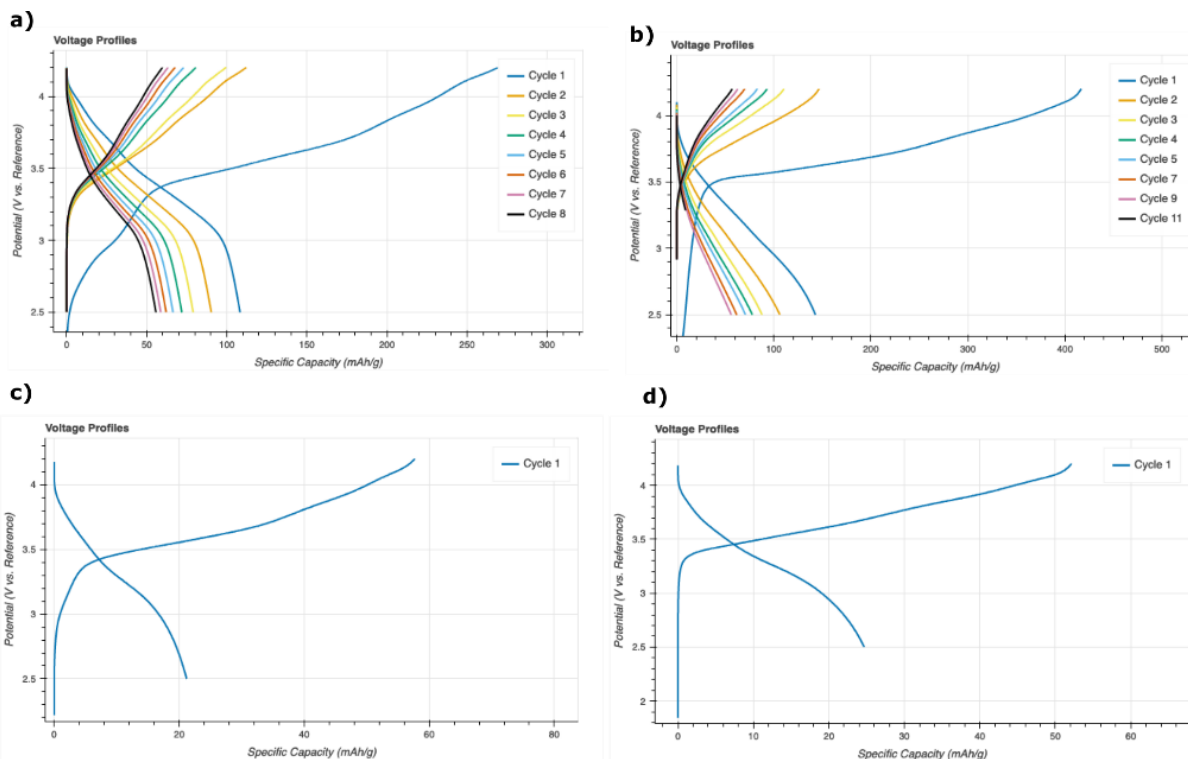 a)
Voltage Profiles
Potential (V vs. Reference)
4
3.5
3
2.5
0
50
100
150
200
250
300
Specific Capacity (mAh/g)
Cycle 1
Cycle 2
Cycle 3
Cycle 4
Cycle 5
Cycle 6
Cycle 7
Cycle 8
b)
Voltage Profiles
Potential (V vs. Reference)
4
3.5
3
2.5
0
100
200
300
400
500
Specific Capacity (mAh/g)
Cycle 1
Cycle 2
Cycle 3
Cycle 4
Cycle 5
Cycle 7
Cycle 9
Cycle 11
c)
Voltage Profiles
Potential (V vs. Reference)
4
3.5
3
2.5
0
20
40
60
80
Specific Capacity (mAh/g)
Cycle 1
d)
Voltage Profiles
Potential (V vs. Reference)
4
3.5
3
2.5
2
0
10
20
30
40
50
60
Specific Capacity (mAh/g)
Cycle 1